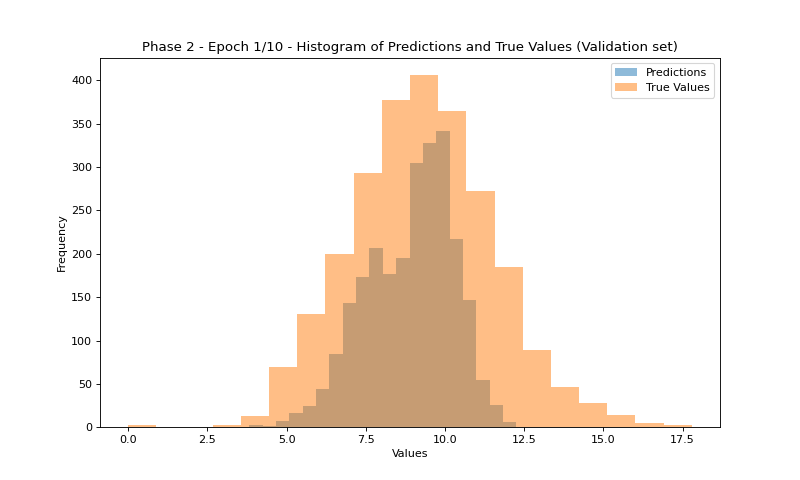 Phase 2 - Epoch 1/10 - Histogram of Predictions and True Values (Validation set)
Predictions
True Values
400
350
300
250
200
150
100
50
0
Frequency
0.0 2.5 5.0 7.5 10.0 12.5 15.0 17.5
Values